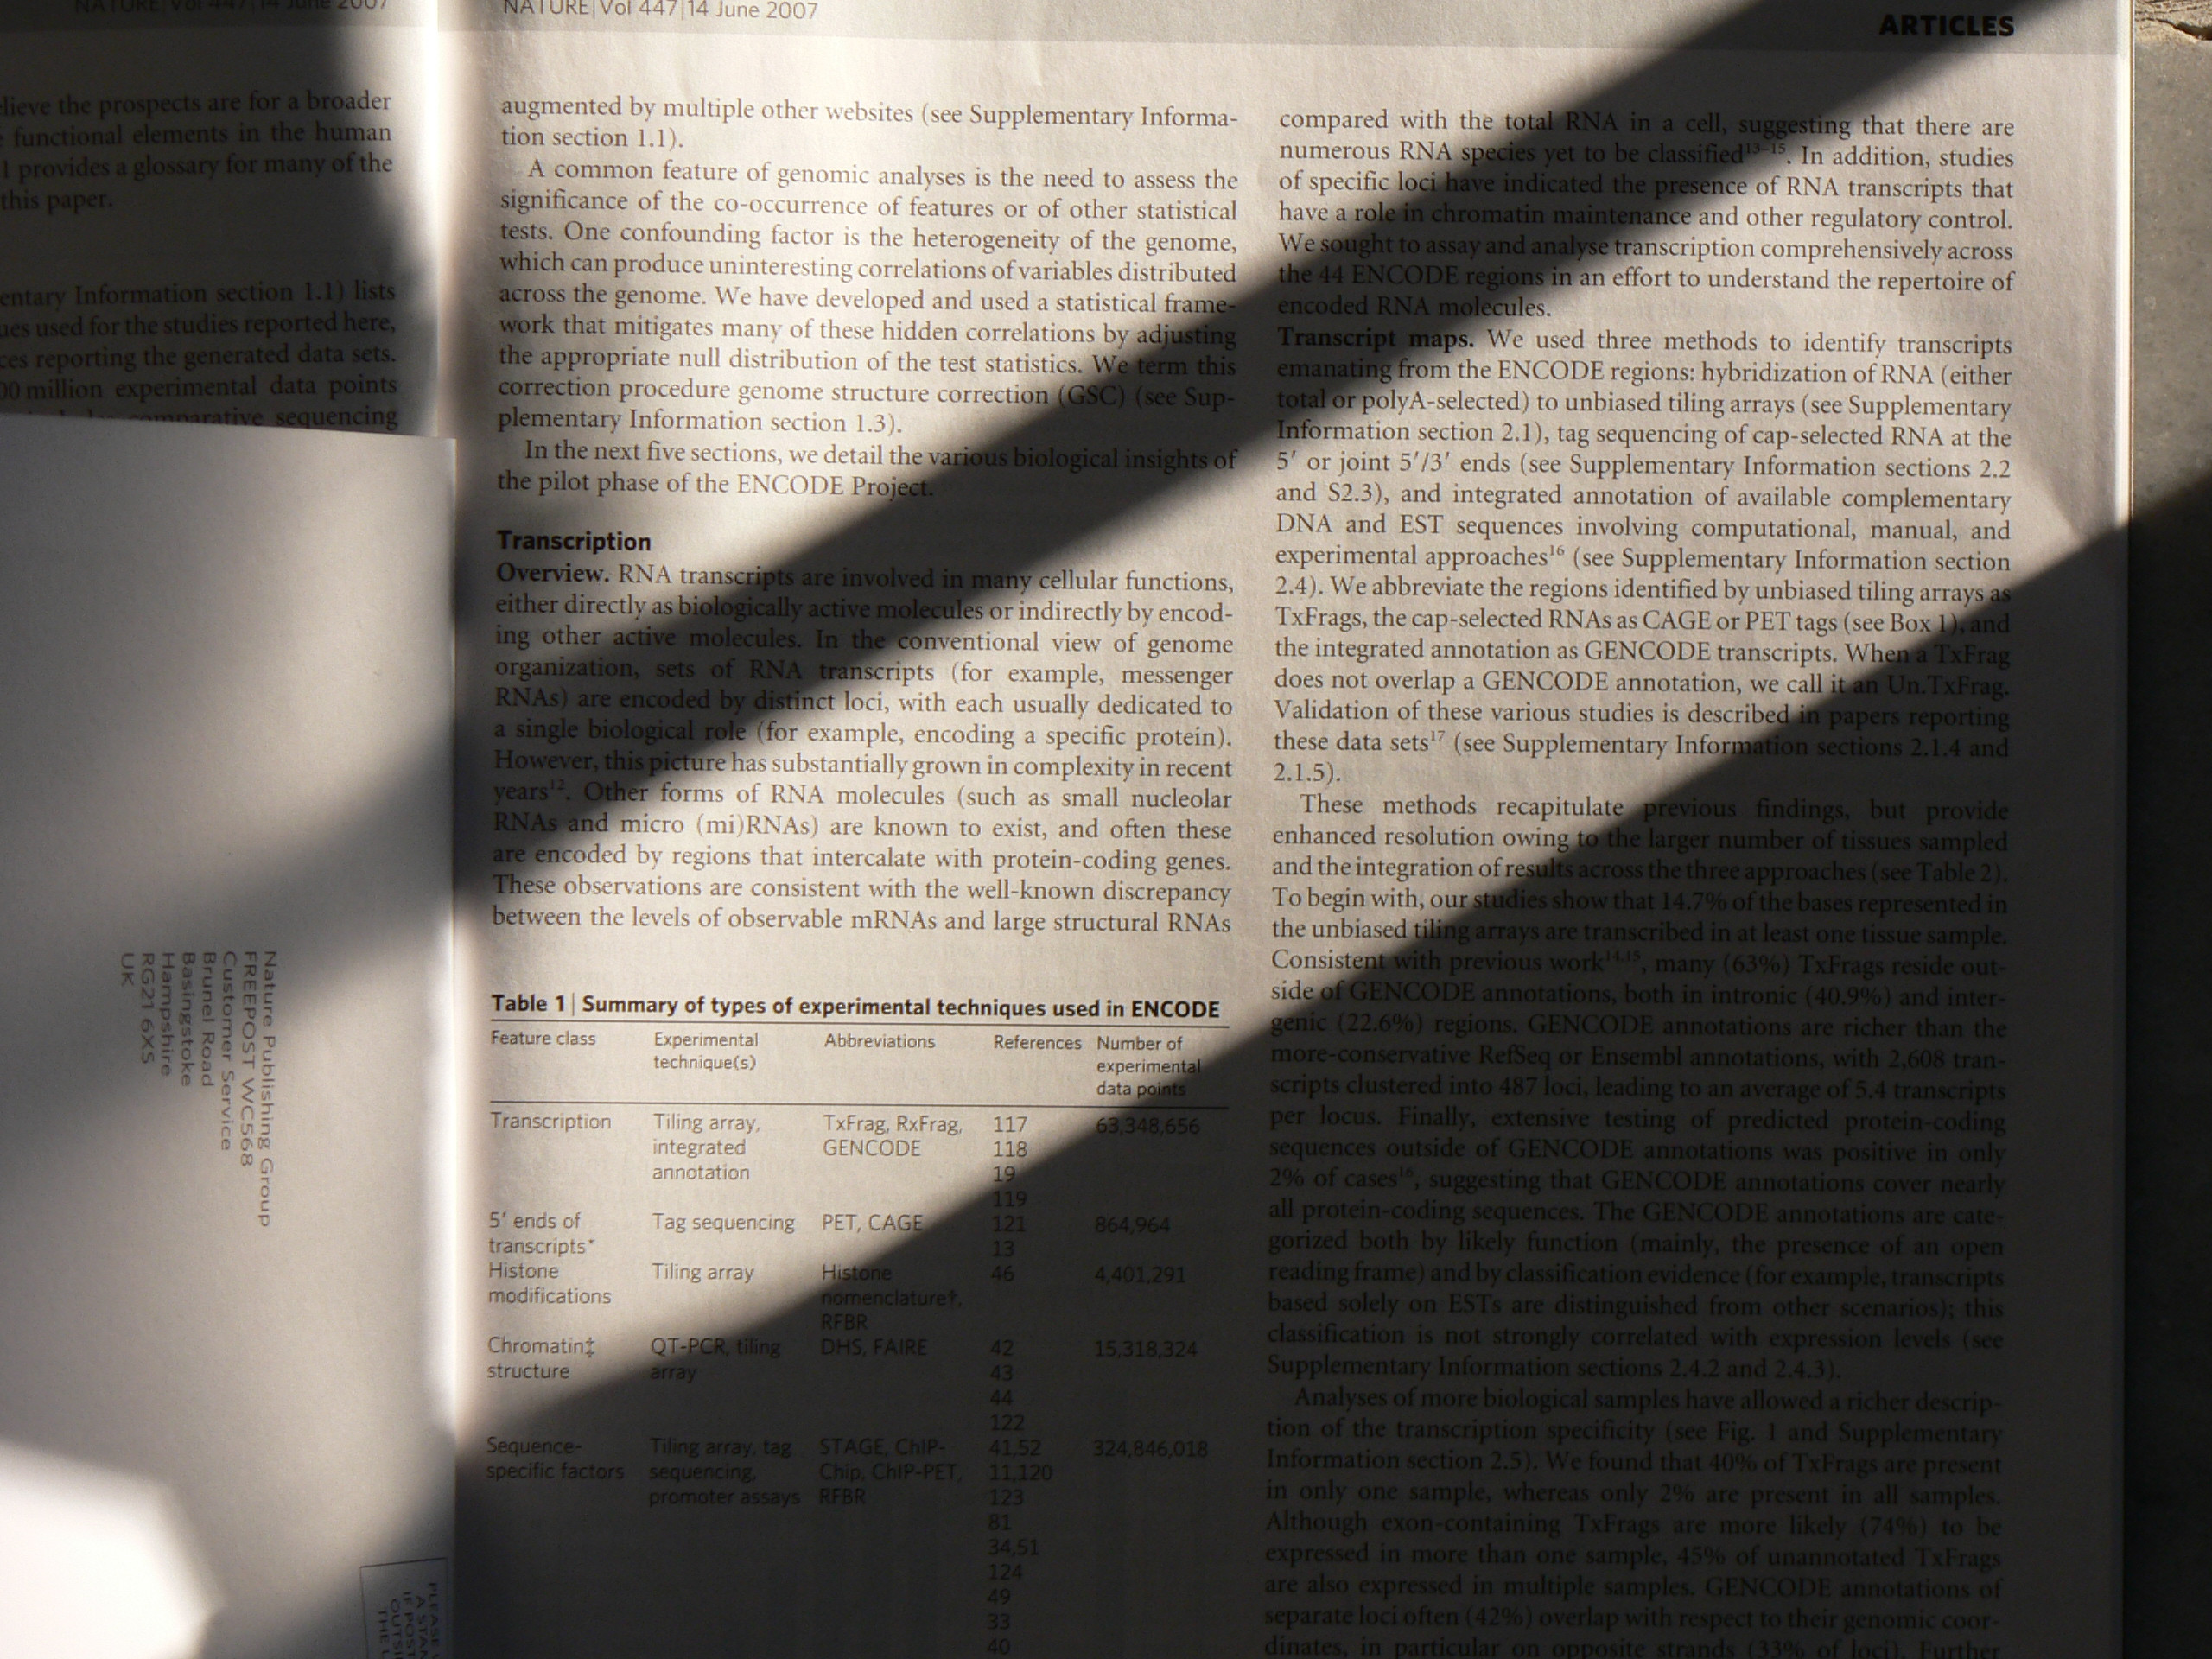 NATURE|Vol 447|14 June 2007
lieve the prospects are for a broader
functional elements in the human
1 provides a glossary for many of the
this paper.
entary Information section 1.1) lists
ues used for the studies reported here,
ces reporting the generated data sets.
00 million experimental data points
comparative sequencing
Nature Publishing Group
FREEPOST WC568
Customer Service
Brunel Road
Basingstoke
Hampshire
RG21 6XS
UK
PLEASE
A STAM
IF POST
OUTSI
THE U
NATURE|Vol 447|14 June 2007
ARTICLES
augmented by multiple other websites (see Supplementary Informa-
tion section 1.1).
A common feature of genomic analyses is the need to assess the
significance of the co-occurrence of features or of other statistical
tests. One confounding factor is the heterogeneity of the genome,
which can produce uninteresting correlations of variables distributed
across the genome. We have developed and used a statistical frame-
work that mitigates many of these hidden correlations by adjusting
the appropriate null distribution of the test statistics. We term this
correction procedure genome structure correction (GSC) (see Sup-
plementary Information section 1.3).
In the next five sections, we detail the various biological insights of
the pilot phase of the ENCODE Project.
Transcription
Overview. RNA transcripts are involved in many cellular functions,
either directly as biologically active molecules or indirectly by encod-
ing other active molecules. In the conventional view of genome
organization, sets of RNA transcripts (for example, messenger
RNAs) are encoded by distinct loci, with each usually dedicated to
a single biological role (for example, encoding a specific protein).
However, this picture has substantially grown in complexity in recent
years¹². Other forms of RNA molecules (such as small nucleolar
RNAs and micro (mi)RNAs) are known to exist, and often these
are encoded by regions that intercalate with protein-coding genes.
These observations are consistent with the well-known discrepancy
between the levels of observable mRNAs and large structural RNAs
Table 1 | Summary of types of experimental techniques used in ENCODE
Feature class Experimental Abbreviations References Number of
technique(s) experimental
data points
Transcription Tiling array, TxFrag, RxFrag, 117 63,348,656
integrated GENCODE 118
annotation 19
119
5′ ends of Tag sequencing PET, CAGE 121 864,964
transcripts* 13
Histone Tiling array Histone 46 4,401,291
modifications nomenclature†,
RFBR
Chromatin‡ QT-PCR, tiling DHS, FAIRE 42 15,318,324
structure array 43
44
122
Sequence- Tiling array, tag STAGE, ChIP- 41,52 324,846,018
specific factors sequencing, Chip, ChIP-PET, 11,120
promoter assays RFBR 123
81
34,51
124
49
33
40
compared with the total RNA in a cell, suggesting that there are
numerous RNA species yet to be classified¹³⁻¹⁵. In addition, studies
of specific loci have indicated the presence of RNA transcripts that
have a role in chromatin maintenance and other regulatory control.
We sought to assay and analyse transcription comprehensively across
the 44 ENCODE regions in an effort to understand the repertoire of
encoded RNA molecules.
Transcript maps. We used three methods to identify transcripts
emanating from the ENCODE regions: hybridization of RNA (either
total or polyA-selected) to unbiased tiling arrays (see Supplementary
Information section 2.1), tag sequencing of cap-selected RNA at the
5′ or joint 5′/3′ ends (see Supplementary Information sections 2.2
and S2.3), and integrated annotation of available complementary
DNA and EST sequences involving computational, manual, and
experimental approaches¹⁶ (see Supplementary Information section
2.4). We abbreviate the regions identified by unbiased tiling arrays as
TxFrags, the cap-selected RNAs as CAGE or PET tags (see Box 1), and
the integrated annotation as GENCODE transcripts. When a TxFrag
does not overlap a GENCODE annotation, we call it an Un.TxFrag.
Validation of these various studies is described in papers reporting
these data sets¹⁷ (see Supplementary Information sections 2.1.4 and
2.1.5).
These methods recapitulate previous findings, but provide
enhanced resolution owing to the larger number of tissues sampled
and the integration of results across the three approaches (see Table 2).
To begin with, our studies show that 14.7% of the bases represented in
the unbiased tiling arrays are transcribed in at least one tissue sample.
Consistent with previous work¹⁴,¹⁵, many (63%) TxFrags reside out-
side of GENCODE annotations, both in intronic (40.9%) and inter-
genic (22.6%) regions. GENCODE annotations are richer than the
more-conservative RefSeq or Ensembl annotations, with 2,608 tran-
scripts clustered into 487 loci, leading to an average of 5.4 transcripts
per locus. Finally, extensive testing of predicted protein-coding
sequences outside of GENCODE annotations was positive in only
2% of cases¹⁶, suggesting that GENCODE annotations cover nearly
all protein-coding sequences. The GENCODE annotations are cate-
gorized both by likely function (mainly, the presence of an open
reading frame) and by classification evidence (for example, transcripts
based solely on ESTs are distinguished from other scenarios); this
classification is not strongly correlated with expression levels (see
Supplementary Information sections 2.4.2 and 2.4.3).
Analyses of more biological samples have allowed a richer descrip-
tion of the transcription specificity (see Fig. 1 and Supplementary
Information section 2.5). We found that 40% of TxFrags are present
in only one sample, whereas only 2% are present in all samples.
Although exon-containing TxFrags are more likely (74%) to be
expressed in more than one sample, 45% of unannotated TxFrags
are also expressed in multiple samples. GENCODE annotations of
separate loci often (42%) overlap with respect to their genomic coor-
dinates, in particular on opposite strands (33% of loci). Further